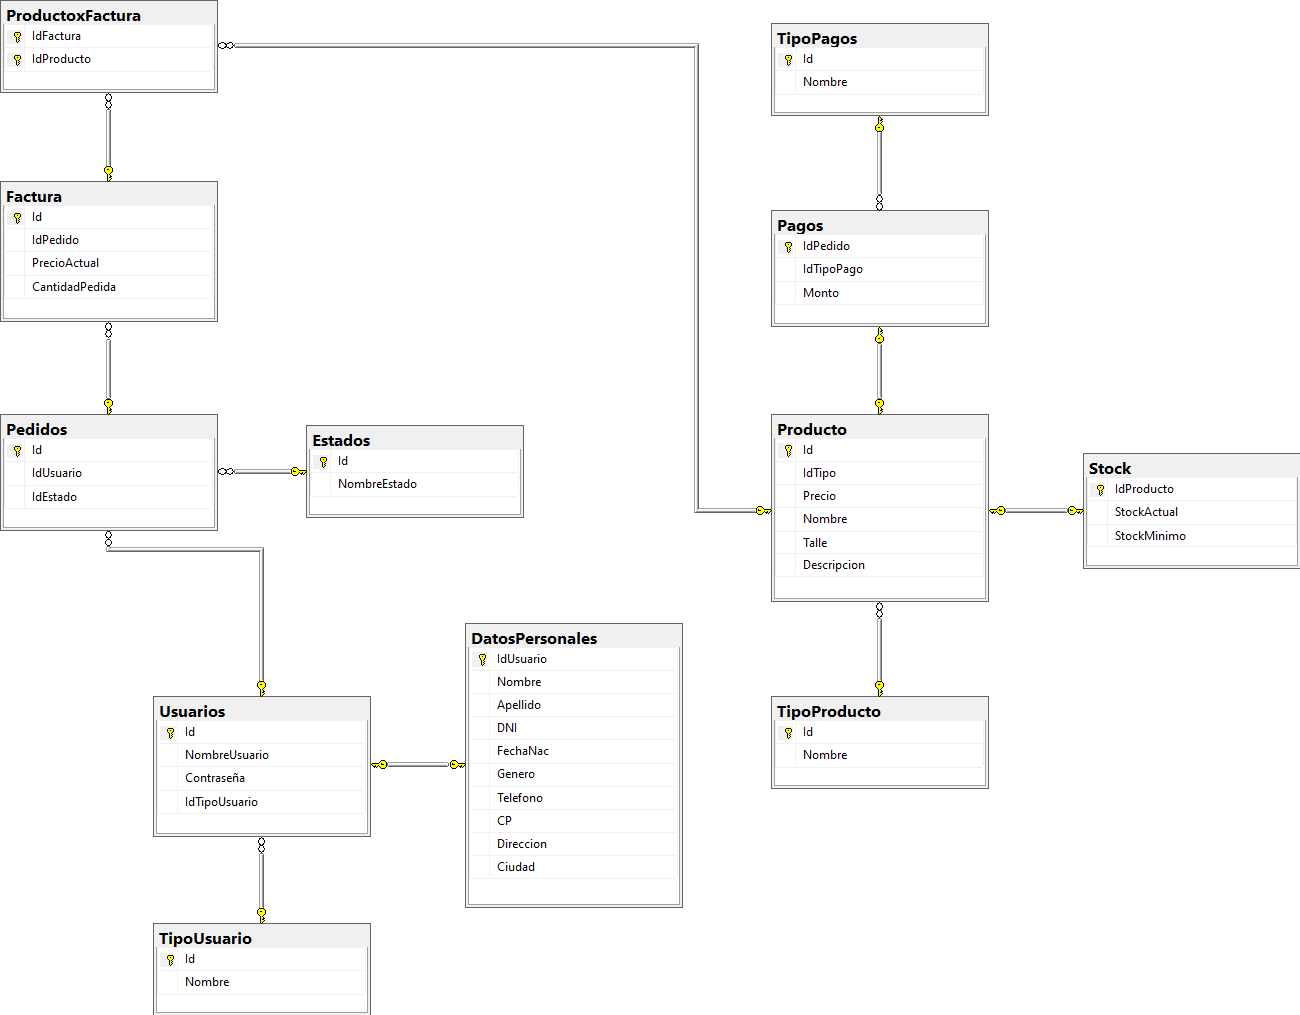 ProductoxFactura
IdFactura
IdProducto
Factura
Id
IdPedido
PrecioActual
CantidadPedida
Pedidos
Id
IdUsuario
IdEstado
Estados
Id
NombreEstado
Usuarios
Id
NombreUsuario
Contraseña
IdTipoUsuario
TipoUsuario
Id
Nombre
DatosPersonales
IdUsuario
Nombre
Apellido
DNI
FechaNac
Genero
Telefono
CP
Direccion
Ciudad
TipoPagos
Id
Nombre
Pagos
IdPedido
IdTipoPago
Monto
Producto
Id
IdTipo
Precio
Nombre
Talle
Descripcion
Stock
IdProducto
StockActual
StockMinimo
TipoProducto
Id
Nombre